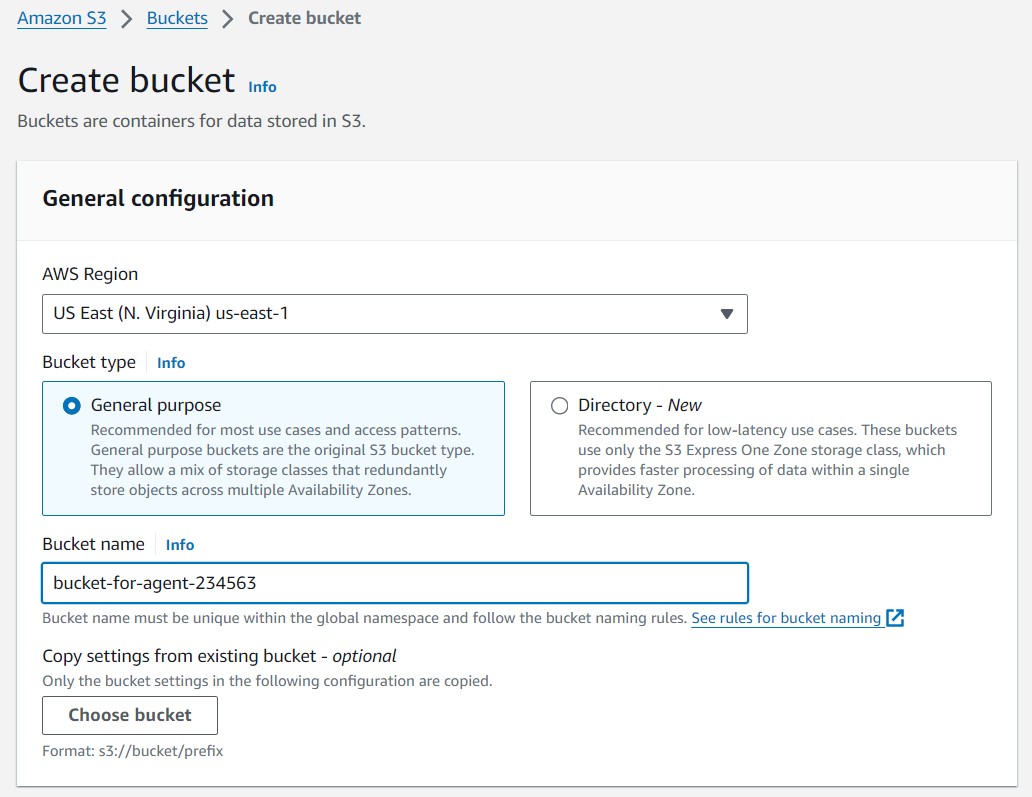 Amazon S3 > Buckets > Create bucket
Create bucket Info
Buckets are containers for data stored in S3.
General configuration
AWS Region
US East (N. Virginia) us-east-1
Bucket type Info
General purpose
Recommended for most use cases and access patterns.
General purpose buckets are the original S3 bucket type.
They allow a mix of storage classes that redundantly
store objects across multiple Availability Zones.
Directory - New
Recommended for low-latency use cases. These buckets
use only the S3 Express One Zone storage class, which
provides faster processing of data within a single
Availability Zone.
Bucket name Info
bucket-for-agent-234563
Bucket name must be unique within the global namespace and follow the bucket naming rules. See rules for bucket naming
Copy settings from existing bucket - optional
Only the bucket settings in the following configuration are copied.
Choose bucket
Format: s3://bucket/prefix